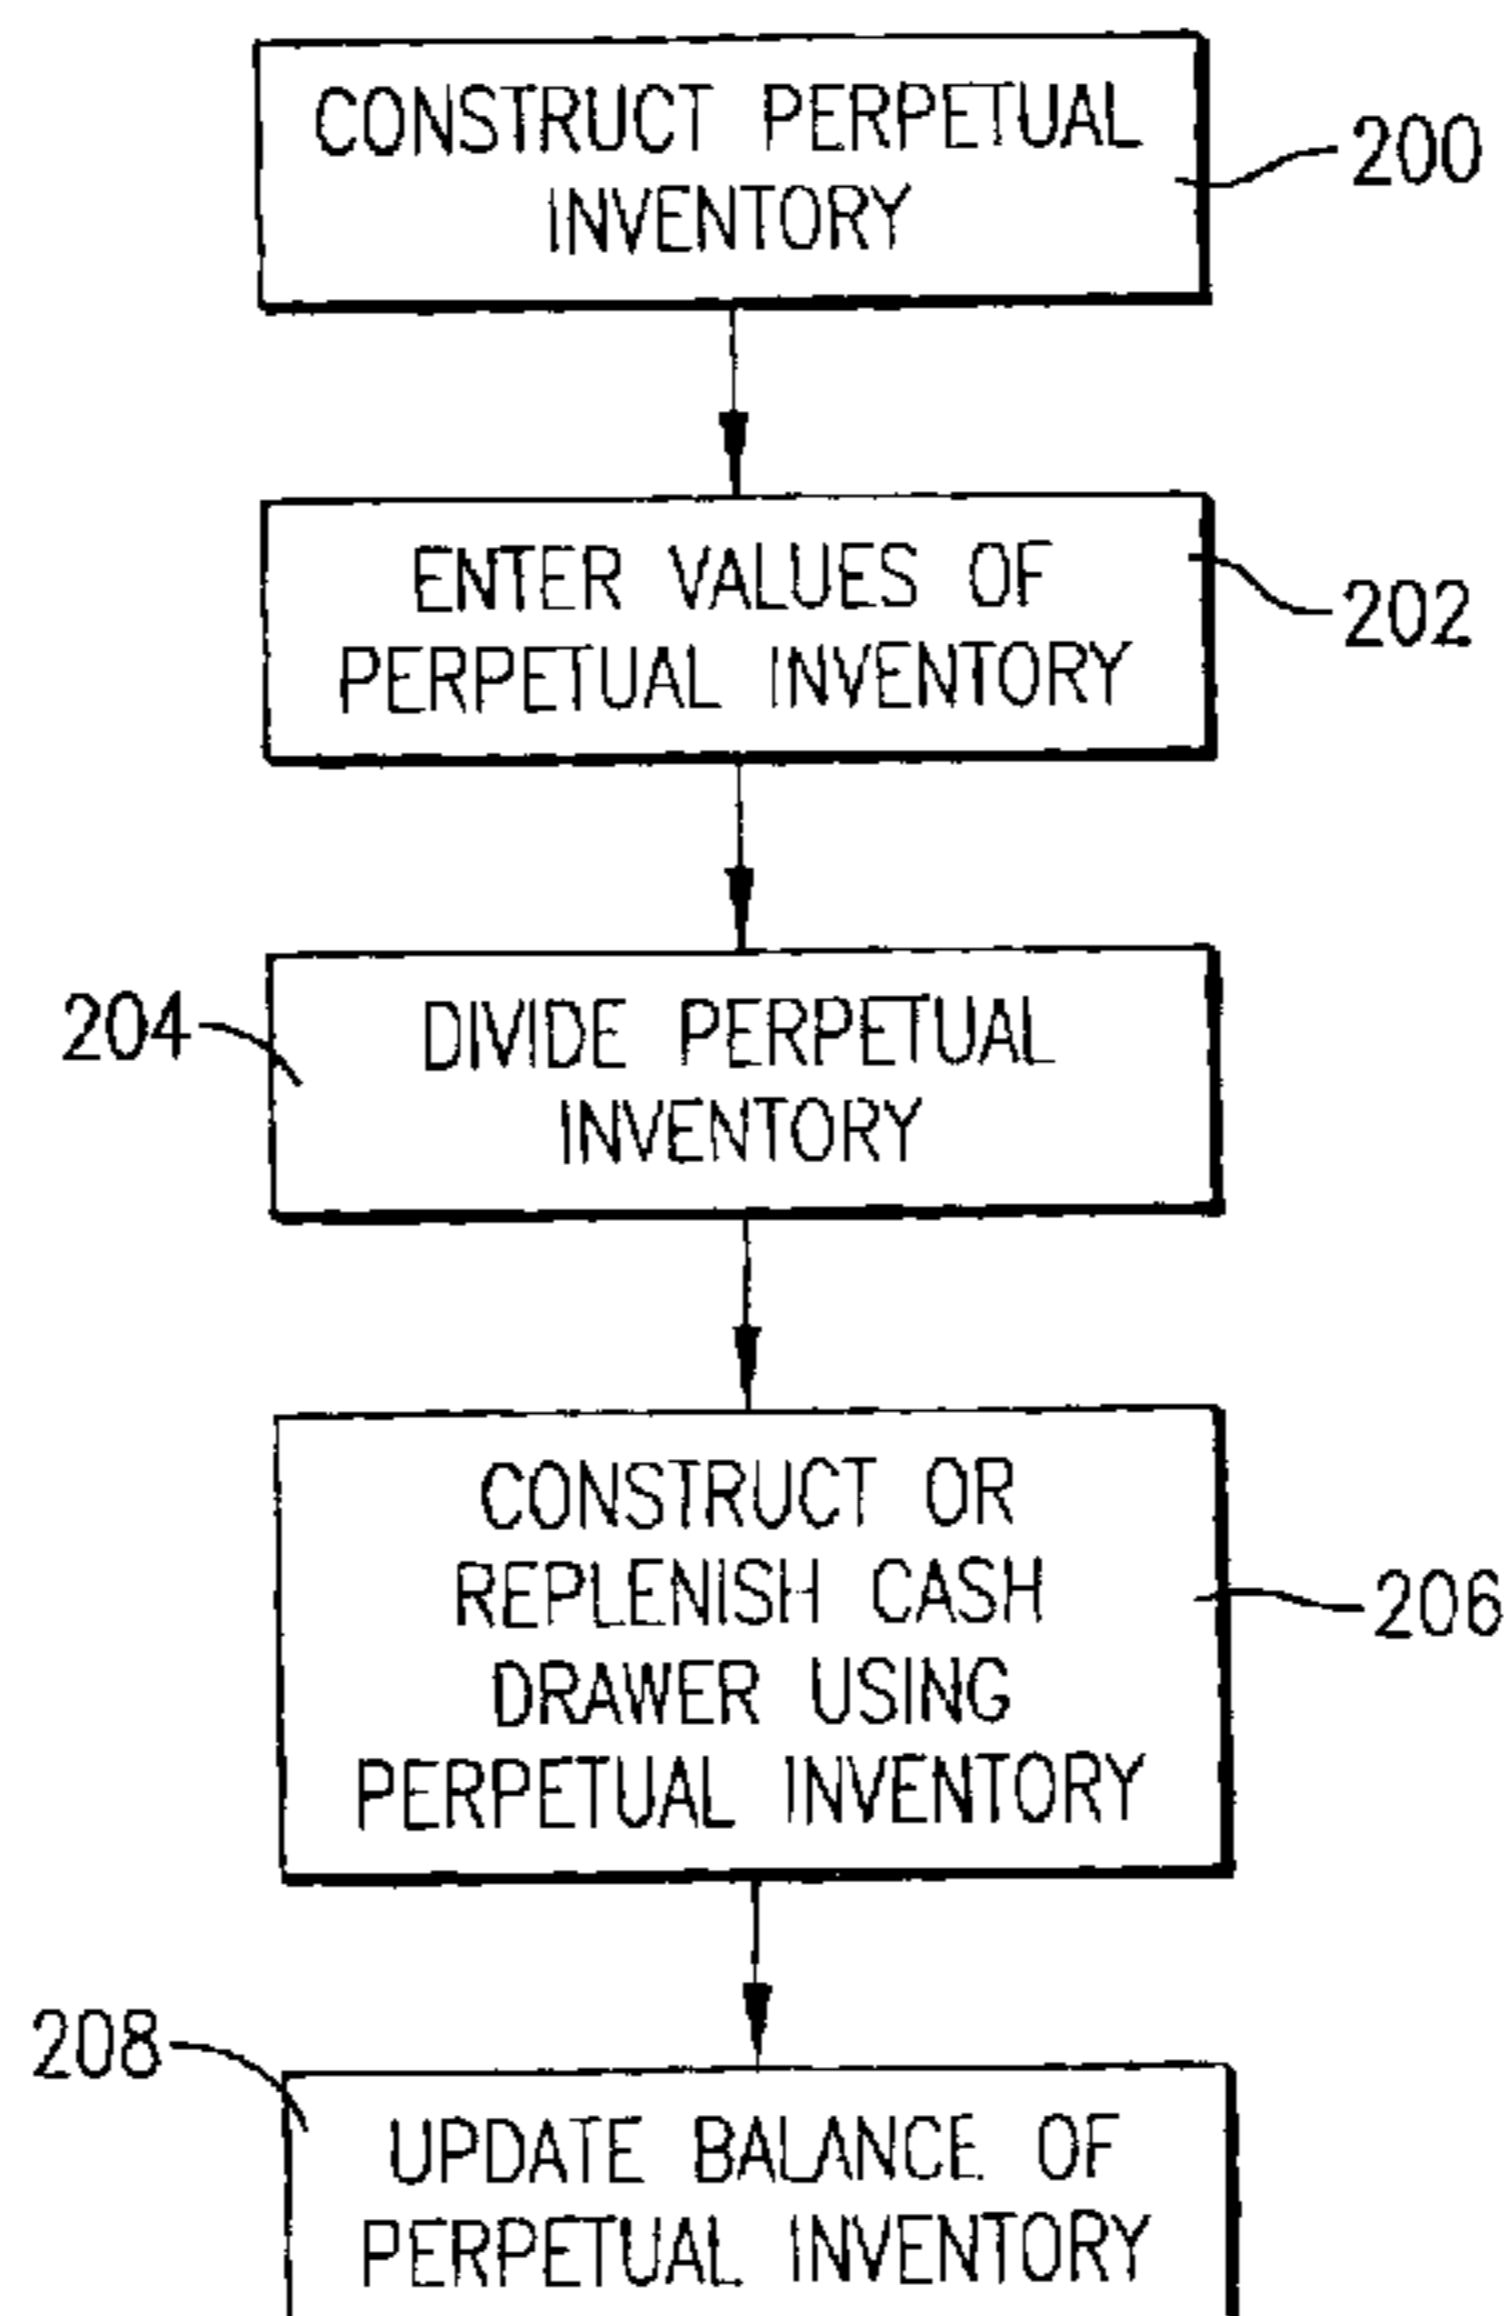 CONSTRUCT PERPETUAL
INVENTORY
200
ENTER VALUES OF
PERPETUAL INVENTORY
202
204
DIVIDE PERPETUAL
INVENTORY
CONSTRUCT OR
REPLENISH CASH
DRAWER USING
PERPETUAL INVENTORY
206
208
UPDATE BALANCE OF
PERPETUAL INVENTORY